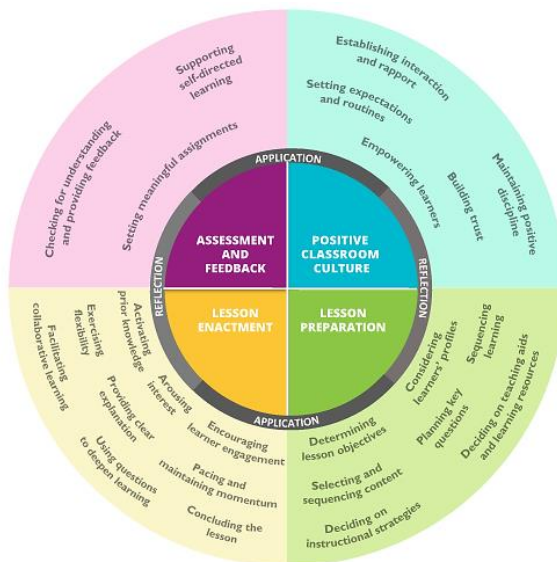 Supporting
self-directed
learning
Checking for understanding
and providing feedback
Setting meaningful assignments
Establishing interaction
and rapport
Setting expectations
and routines
Empowering learners
Building trust
Maintaining positive
discipline
APPLICATION
REFLECTION
REFLECTION
APPLICATION
ASSESSMENT
AND
FEEDBACK
POSITIVE
CLASSROOM
CULTURE
LESSON
ENACTMENT
LESSON
PREPARATION
Activating
prior knowledge
Exercising
flexibility
Facilitating
collaborative learning
Arousing
interest
Providing clear
explanation
Using questions
to deepen learning
Encouraging
learner engagement
Pacing and
maintaining momentum
Concluding the
lesson
Considering
learners' profiles
Sequencing
learning
Planning key
questions
Deciding on teaching aids
and learning resources
Determining
lesson objectives
Selecting and
sequencing content
Deciding on
instructional strategies